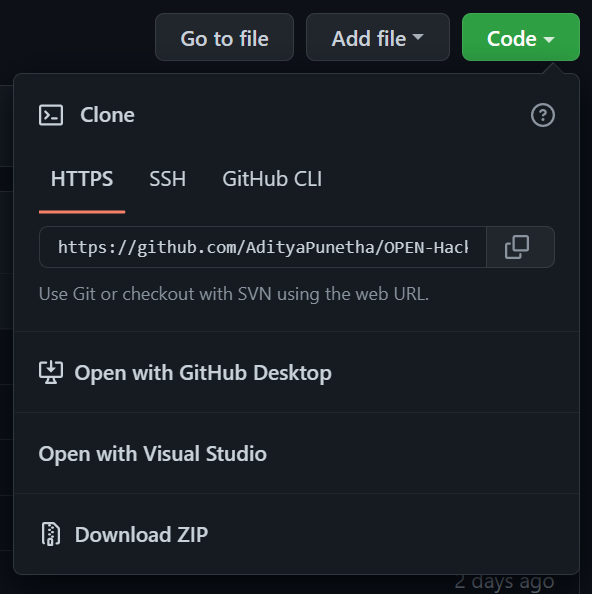 Go to file Add file Code
Clone
HTTPS SSH GitHub CLI
https://github.com/AdityaPunetha/OPEN-Hack
Use Git or checkout with SVN using the web URL.
Open with GitHub Desktop
Open with Visual Studio
Download ZIP
2 days ago